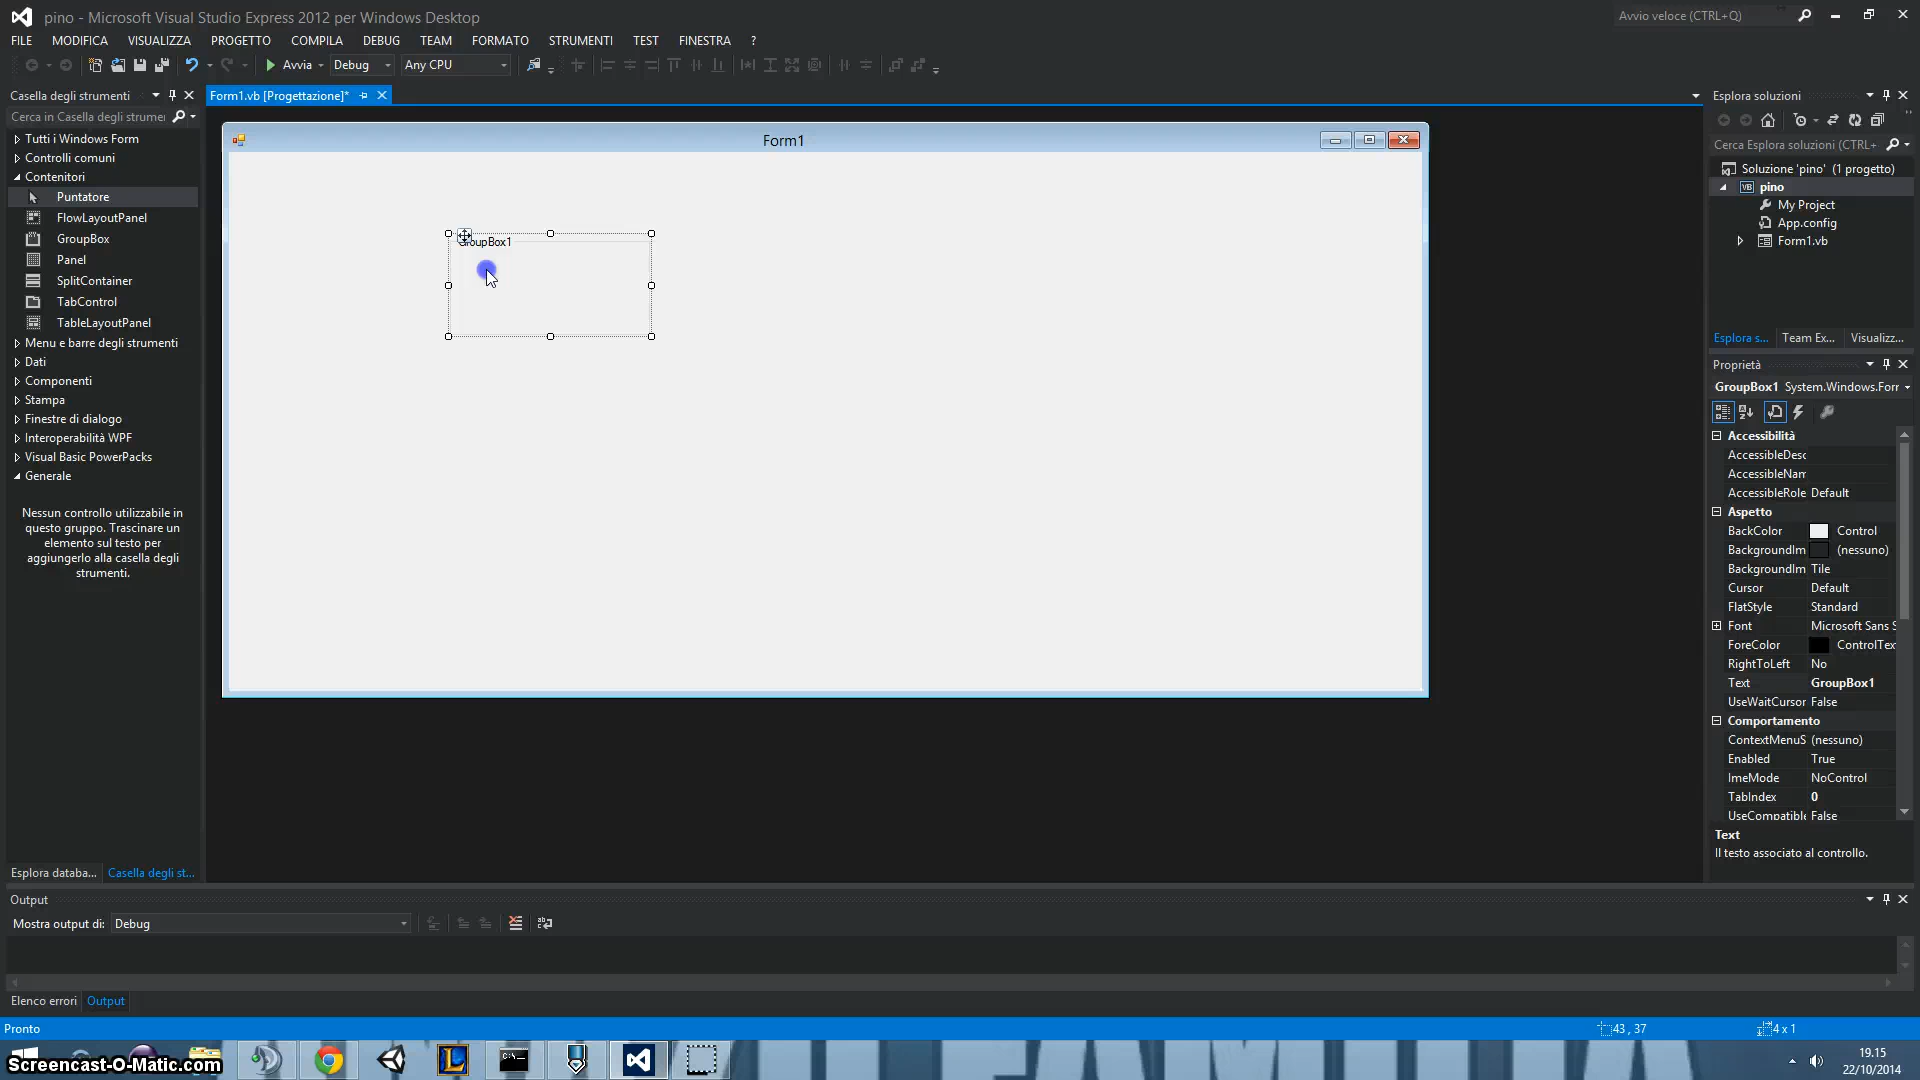 pino - Microsoft Visual Studio Express 2012 per Windows Desktop
Avvio veloce (CTRL+Q)
FILE MODIFICA VISUALIZZA PROGETTO COMPILA DEBUG TEAM FORMATO STRUMENTI TEST FINESTRA ?
Avvia Debug Any CPU
Casella degli strumenti
Form1.vb [Progettazione]*
Esplora soluzioni
Cerca in Casella degli strumer
Tutti i Windows Form
Controlli comuni
Contenitori
Puntatore
FlowLayoutPanel
GroupBox
Panel
SplitContainer
TabControl
TableLayoutPanel
Menu e barre degli strumenti
Dati
Componenti
Stampa
Finestre di dialogo
Interoperabilità WPF
Visual Basic PowerPacks
Generale
Nessun controllo utilizzabile in
questo gruppo. Trascinare un
elemento sul testo per
aggiungerlo alla casella degli
strumenti.
Esplora databa... Casella degli st...
Form1
GroupBox1
Cerca Esplora soluzioni (CTRL+
Soluzione 'pino' (1 progetto)
VB pino
My Project
App.config
Form1.vb
Esplora s... Team Ex... Visualizz...
Proprietà
GroupBox1 System.Windows.Forr
Accessibilità
AccessibleDesc
AccessibleNam
AccessibleRole Default
Aspetto
BackColor Control
BackgroundIm (nessuno)
BackgroundIm Tile
Cursor Default
FlatStyle Standard
Font Microsoft Sans S
ForeColor ControlTex
RightToLeft No
Text GroupBox1
UseWaitCursor False
Comportamento
ContextMenuS (nessuno)
Enabled True
ImeMode NoControl
TabIndex 0
UseCompatible False
Text
Il testo associato al controllo.
Output
Mostra output di: Debug
Elenco errori Output
Pronto
43 , 37
4 x 1
Screencast-O-Matic.com
19.15
22/10/2014